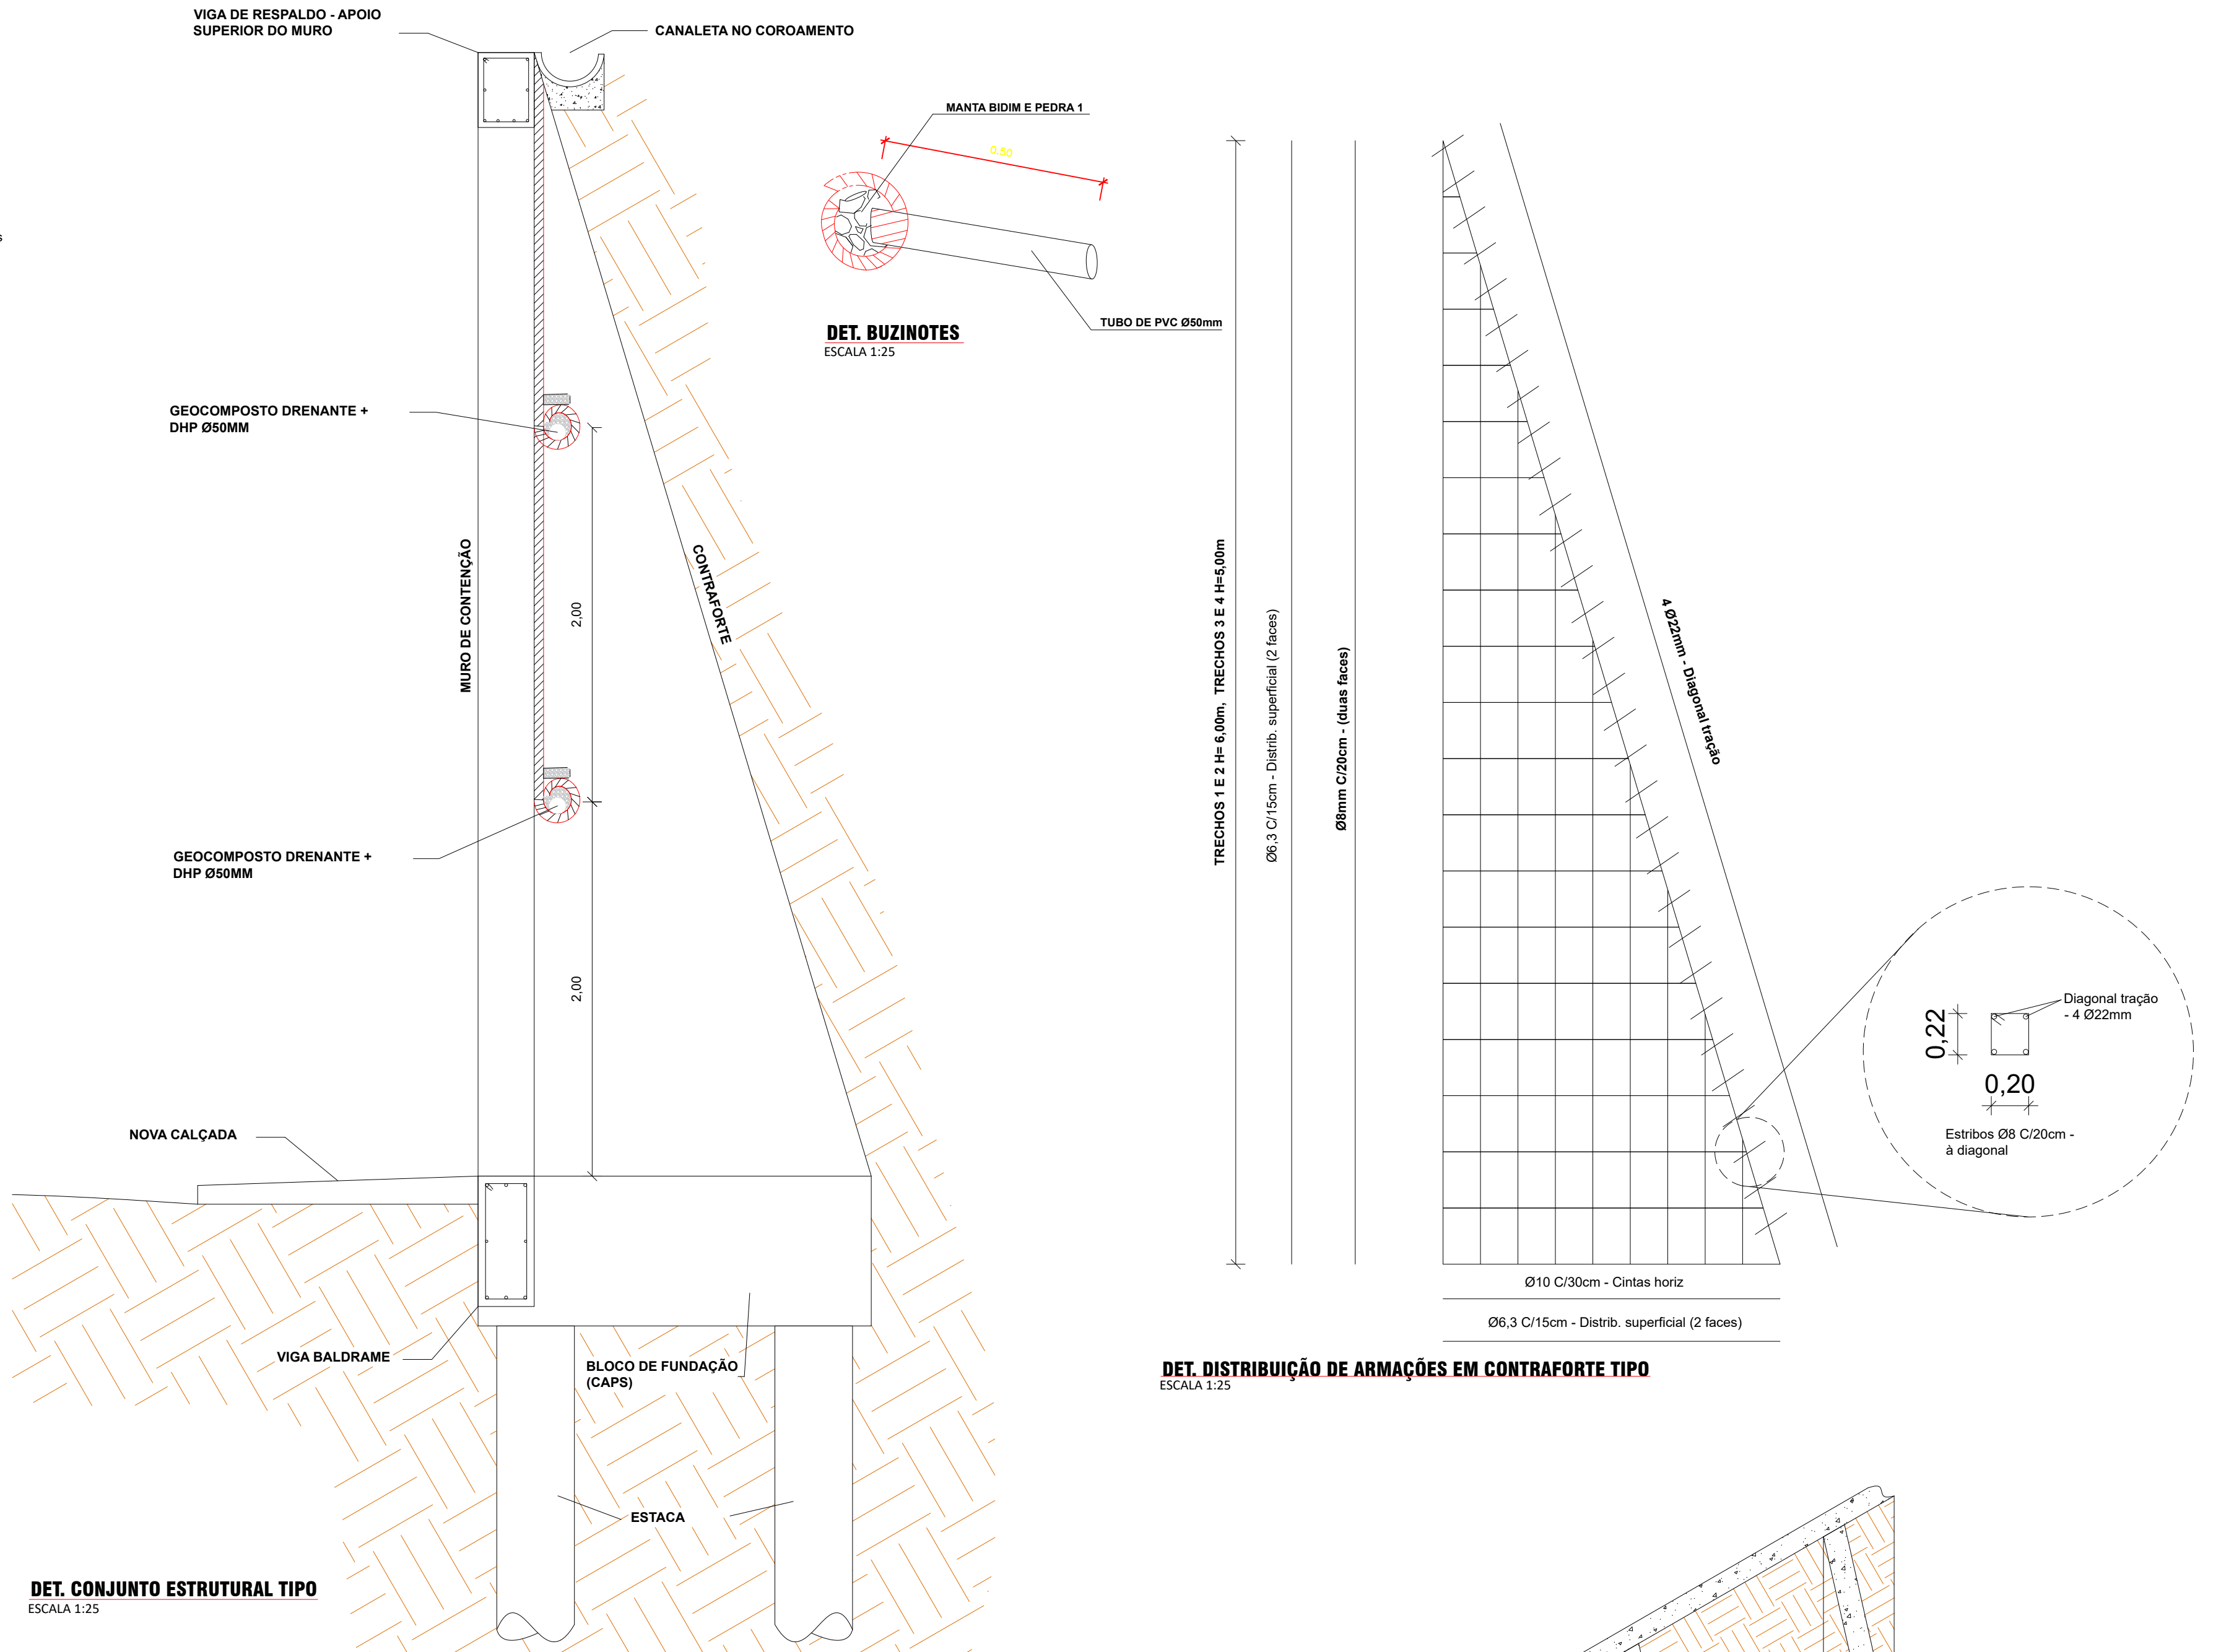 VIGA DE RESPALDO - APOIO
SUPERIOR DO MURO
CANALETA NO COROAMENTO
MANTA BIDIM E PEDRA 1
0.50
s
TUBO DE PVC Ø50mm
DET. BUZINOTES
ESCALA 1:25
GEOCOMPOSTO DRENANTE +
DHP Ø50MM
MURO DE CONTENÇÃO
CONTRAFORTE
2,00
GEOCOMPOSTO DRENANTE +
DHP Ø50MM
2,00
NOVA CALÇADA
VIGA BALDRAME
BLOCO DE FUNDAÇÃO
(CAPS)
ESTACA
DET. CONJUNTO ESTRUTURAL TIPO
ESCALA 1:25
TRECHOS 1 E 2 H= 6,00m, TRECHOS 3 E 4 H=5,00m
Ø6,3 C/15cm - Distrib. superficial (2 faces)
Ø8mm C/20cm - (duas faces)
4 Ø22mm - Diagonal tração
Diagonal tração
- 4 Ø22mm
0,22
0,20
Estribos Ø8 C/20cm -
à diagonal
Ø10 C/30cm - Cintas horiz
Ø6,3 C/15cm - Distrib. superficial (2 faces)
DET. DISTRIBUIÇÃO DE ARMAÇÕES EM CONTRAFORTE TIPO
ESCALA 1:25